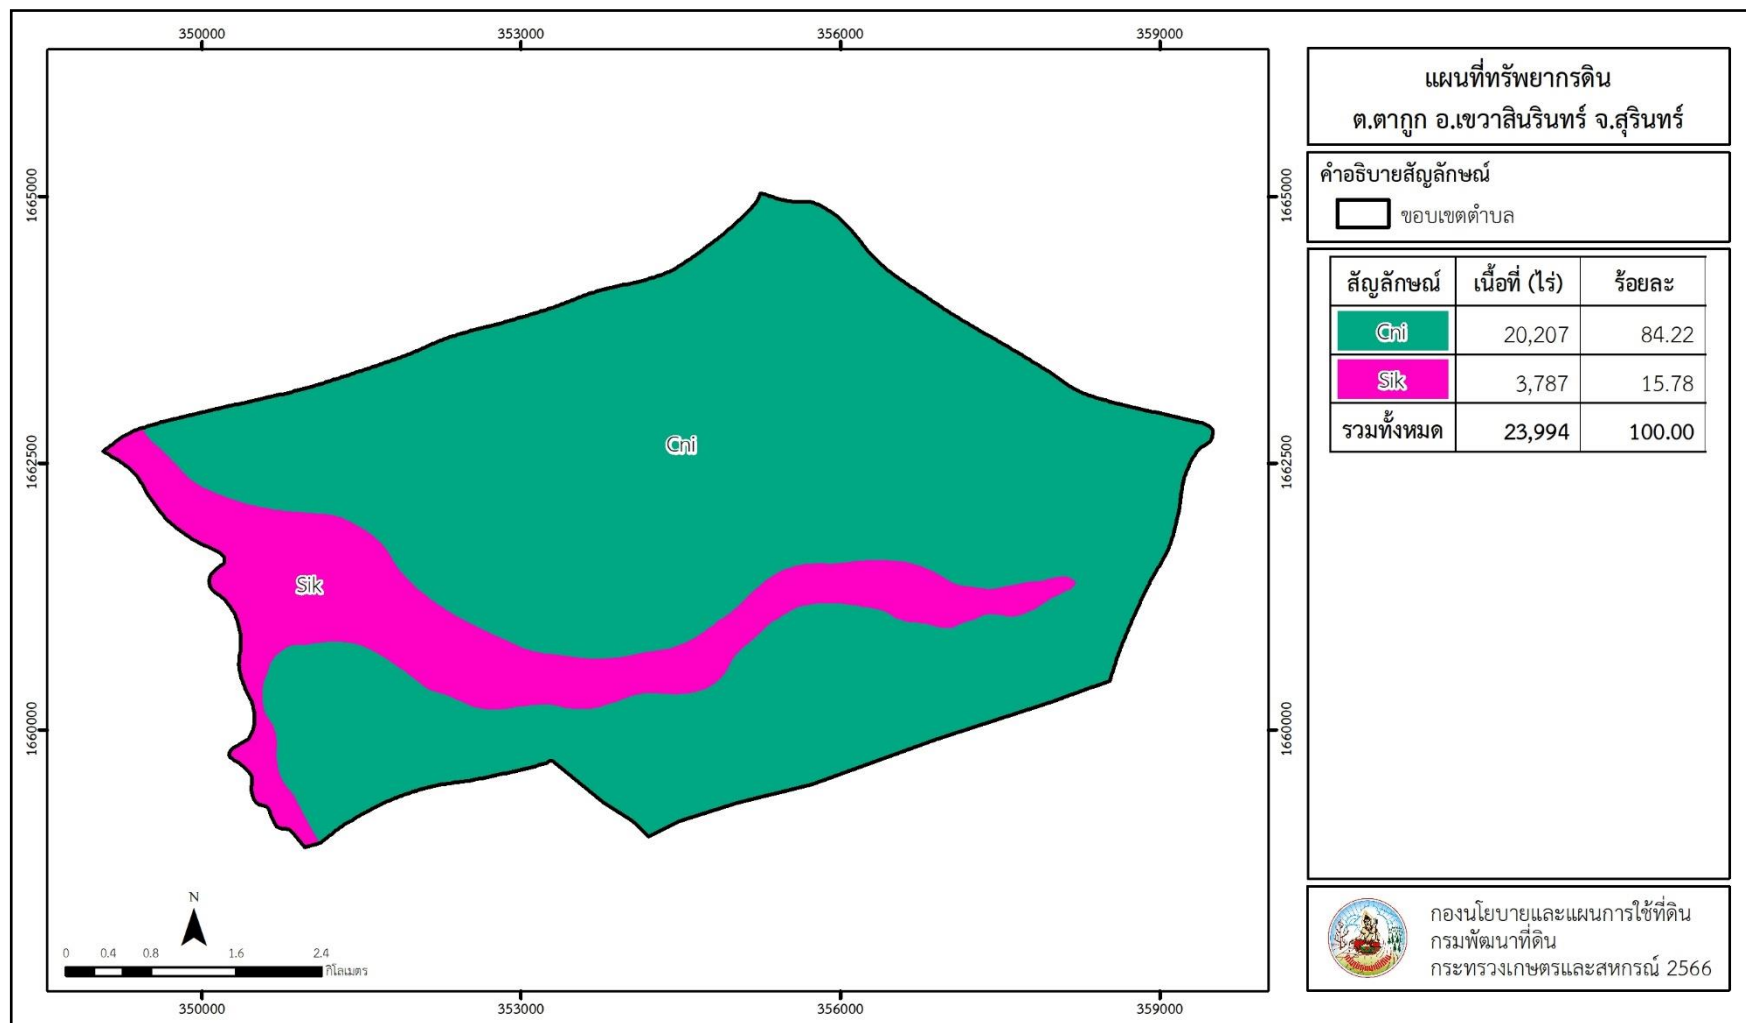 350000 353000 356000 359000
1665000 1665000
1662500 1662500
1660000 1660000
Cni
Sik
N
0 0.4 0.8 1.6 2.4
กิโลเมตร
350000 353000 356000 359000
แผนที่ทรัพยากรดิน
ต.ตากูก อ.เขวาสินรินทร์ จ.สุรินทร์
คำอธิบายสัญลักษณ์
ขอบเขตตำบล
สัญลักษณ์ เนื้อที่ (ไร่) ร้อยละ
Cni 20,207 84.22
Sik 3,787 15.78
รวมทั้งหมด 23,994 100.00
กองนโยบายและแผนการใช้ที่ดิน
กรมพัฒนาที่ดิน
กระทรวงเกษตรและสหกรณ์ 2566